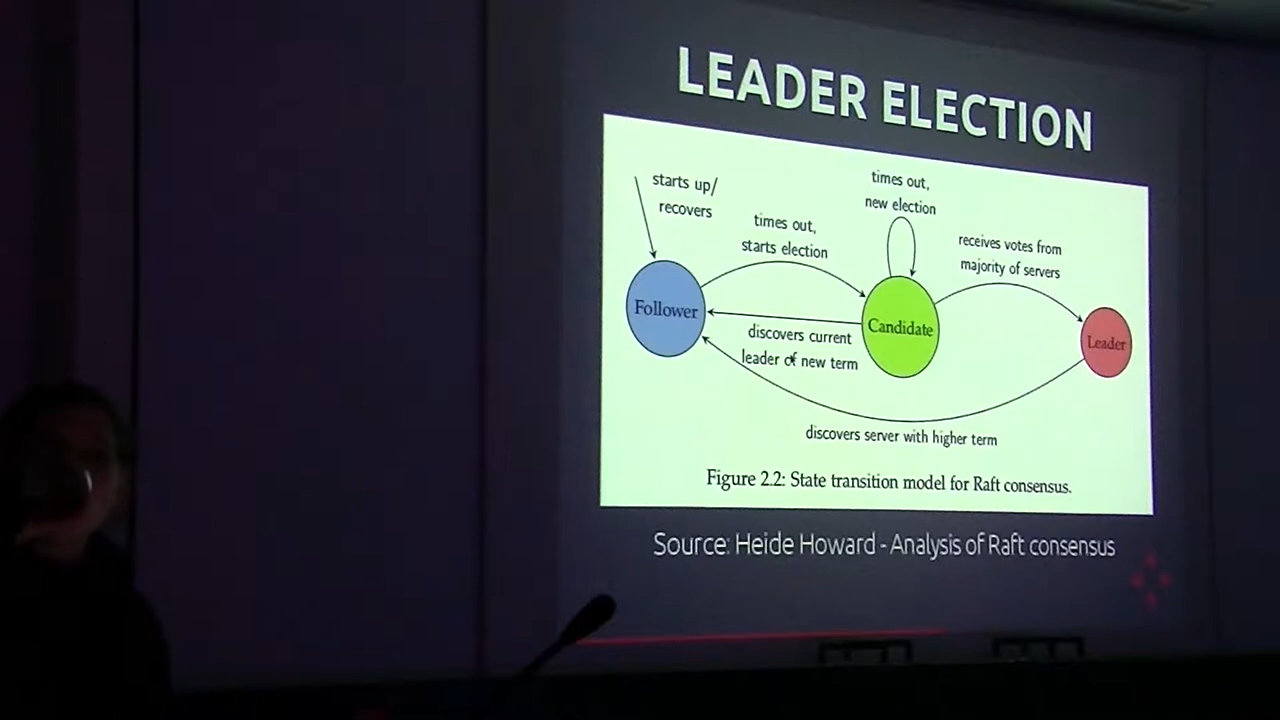 LEADER ELECTION
starts up/
recovers
times out,
starts election
times out,
new election
receives votes from
majority of servers
Follower
Candidate
Leader
discovers current
leader of new term
discovers server with higher term
Figure 2.2: State transition model for Raft consensus.
Source: Heide Howard - Analysis of Raft consensus